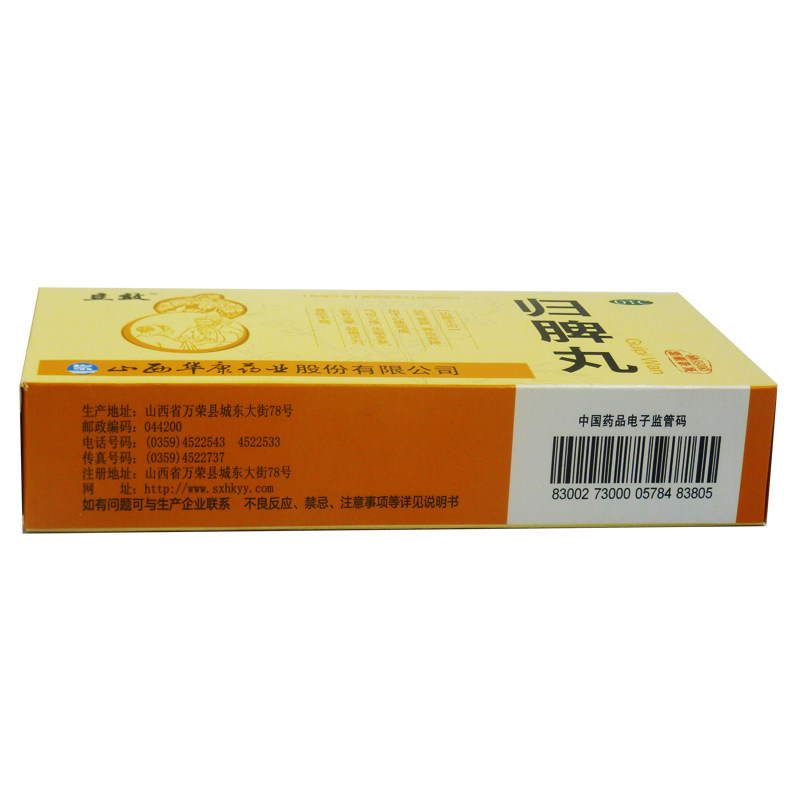 立效
OTC
归脾丸
Guipi Wan
山西华康药业股份有限公司
生产地址：山西省万荣县城东大街78号
邮政编码：044200
电话号码：(0359)4522543 4522533
传真号码：(0359)4522737
注册地址：山西省万荣县城东大街78号
网 址：http://www.sxhkyy.com
如有问题可与生产企业联系 不良反应、禁忌、注意事项等详见说明书
中国药品电子监管码
83002 73000 05784 83805